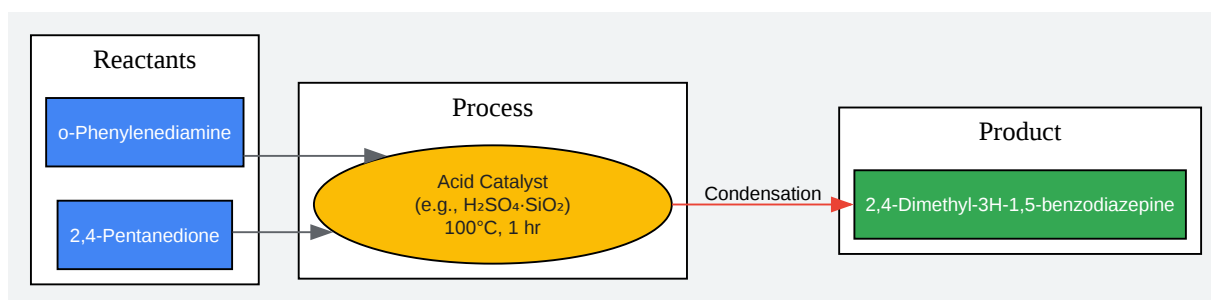 Reactants
o-Phenylenediamine
2,4-Pentanedione
Process
Acid Catalyst
(e.g., H₂SO₄·SiO₂)
100°C, 1 hr
Condensation
Product
2,4-Dimethyl-3H-1,5-benzodiazepine